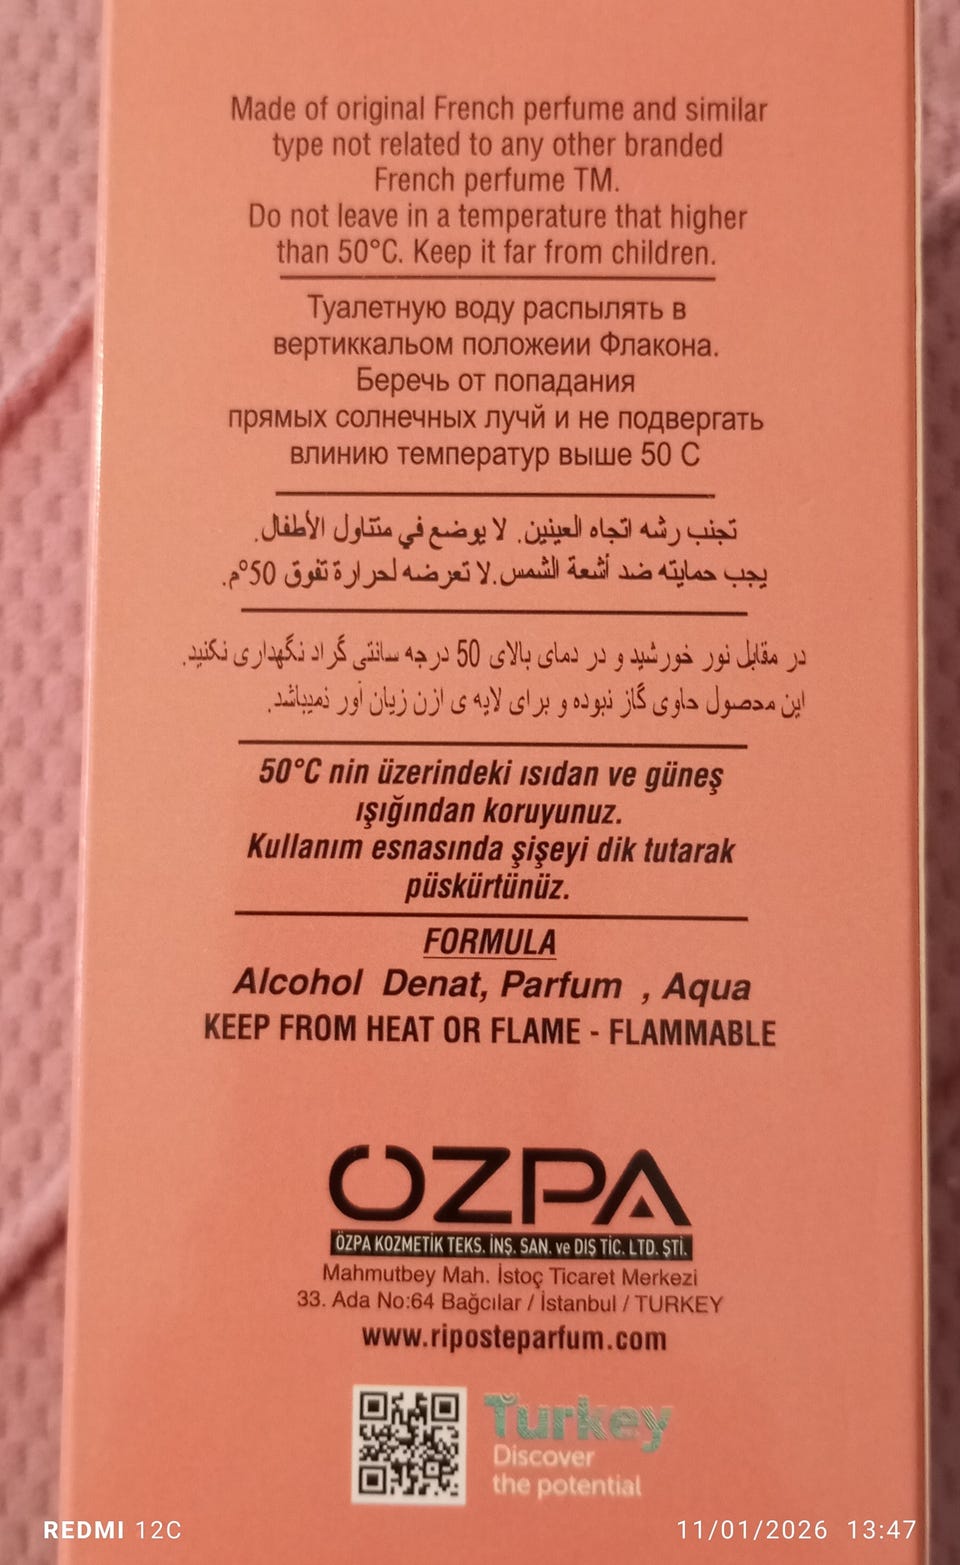 Made of original French perfume and similar
type not related to any other branded
French perfume TM.
Do not leave in a temperature that higher
than 50°C. Keep it far from children.
Туалетную воду распылять в
вертиккальом положеии Флакона.
Беречь от попадания
прямых солнечных лучй и не подвергать
влинию температур выше 50 C
تجنب رشه اتجاه العينين. لا يوضع في متناول الأطفال.
يجب حمايته ضد أشعة الشمس.لا تعرضه لحرارة تفوق 50°م.
در مقابل نور خورشید و در دمای بالای 50 درجه سانتی گراد نگهداری نکنید.
این محصول حاوی گاز نبوده و برای لایه ی ازن زیان آور نمیباشد.
50°C nin üzerindeki ısıdan ve güneş
ışığından koruyunuz.
Kullanım esnasında şişeyi dik tutarak
püskürtünüz.
FORMULA
Alcohol Denat, Parfum , Aqua
KEEP FROM HEAT OR FLAME - FLAMMABLE
OZPA
ÖZPA KOZMETİK TEKS. İNŞ. SAN. ve DIŞ TİC. LTD. ŞTİ.
Mahmutbey Mah. İstoç Ticaret Merkezi
33. Ada No:64 Bağcılar / İstanbul / TURKEY
www.riposteparfum.com
Turkey
Discover
the potential
REDMI 12C
11/01/2026 13:47